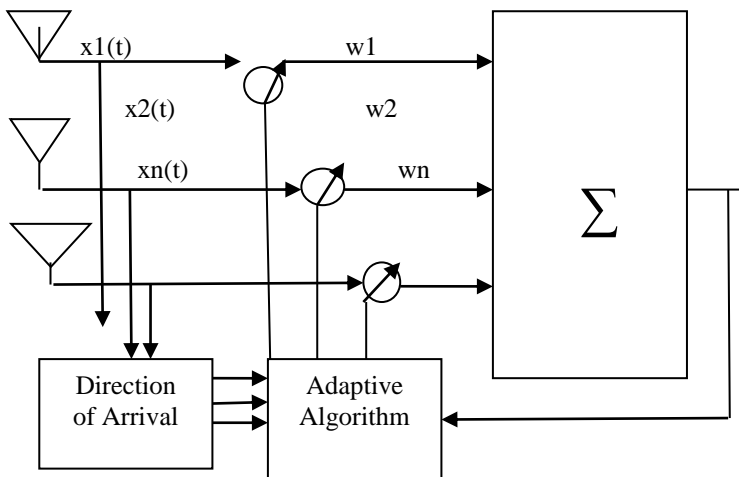 x1(t)
w1
x2(t)
w2
xn(t)
wn
Σ
Direction
of Arrival
Adaptive
Algorithm